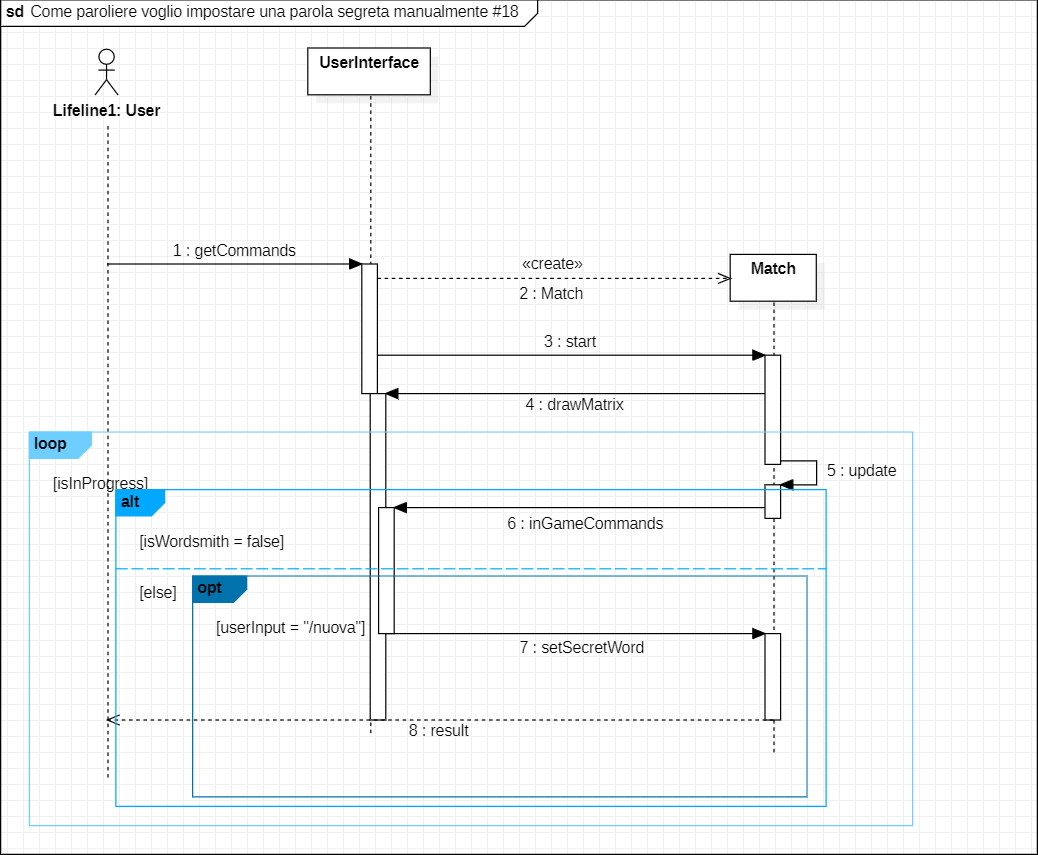 sd Come paroliere voglio impostare una parola segreta manualmente #18
Lifeline1: User
UserInterface
1 : getCommands
«create»
2 : Match
Match
3 : start
4 : drawMatrix
loop
[isInProgress]
5 : update
alt
6 : inGameCommands
[isWordsmith = false]
[else]
opt
[userInput = "/nuova"]
7 : setSecretWord
8 : result